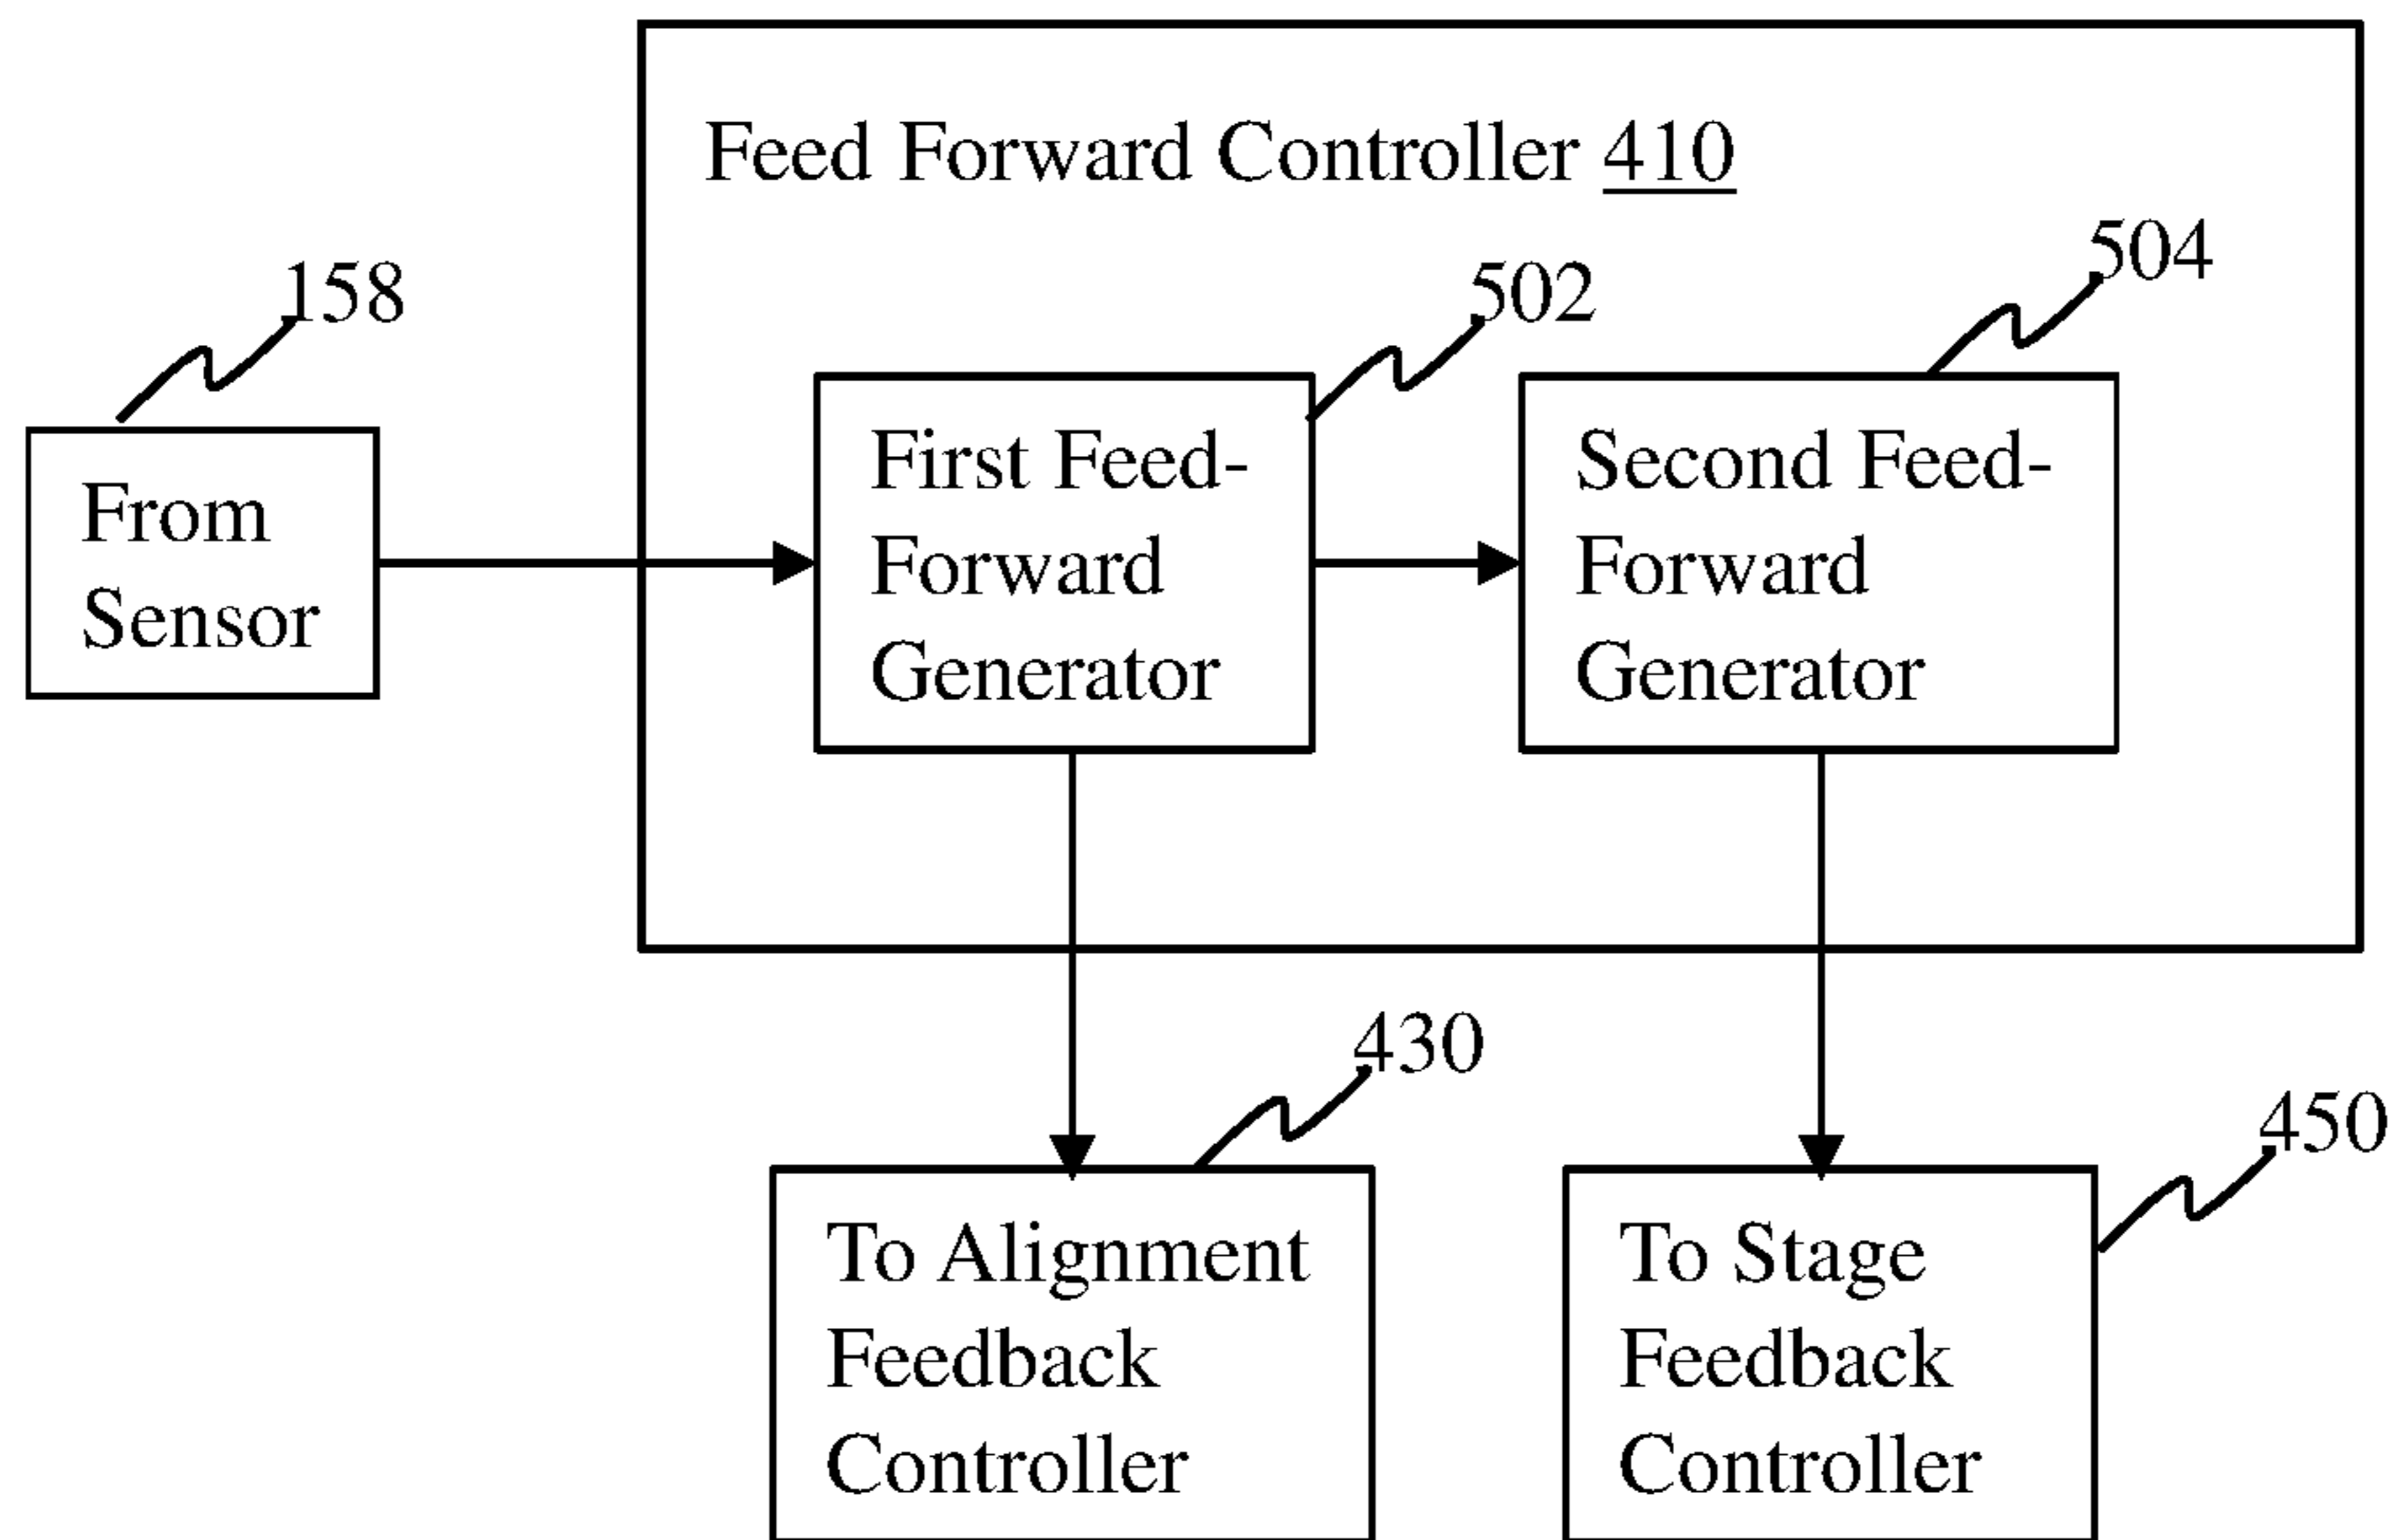 Feed Forward Controller 410
504
158
502
From
Sensor
First Feed-
Forward
Generator
Second Feed-
Forward
Generator
430
450
To Alignment
Feedback
Controller
To Stage
Feedback
Controller